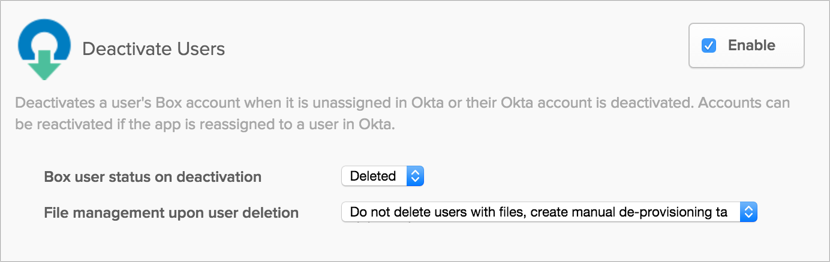 Deactivate Users
Enable
Deactivates a user's Box account when it is unassigned in Okta or their Okta account is deactivated. Accounts can
be reactivated if the app is reassigned to a user in Okta.
Box user status on deactivation
Deleted
File management upon user deletion
Do not delete users with files, create manual de-provisioning ta